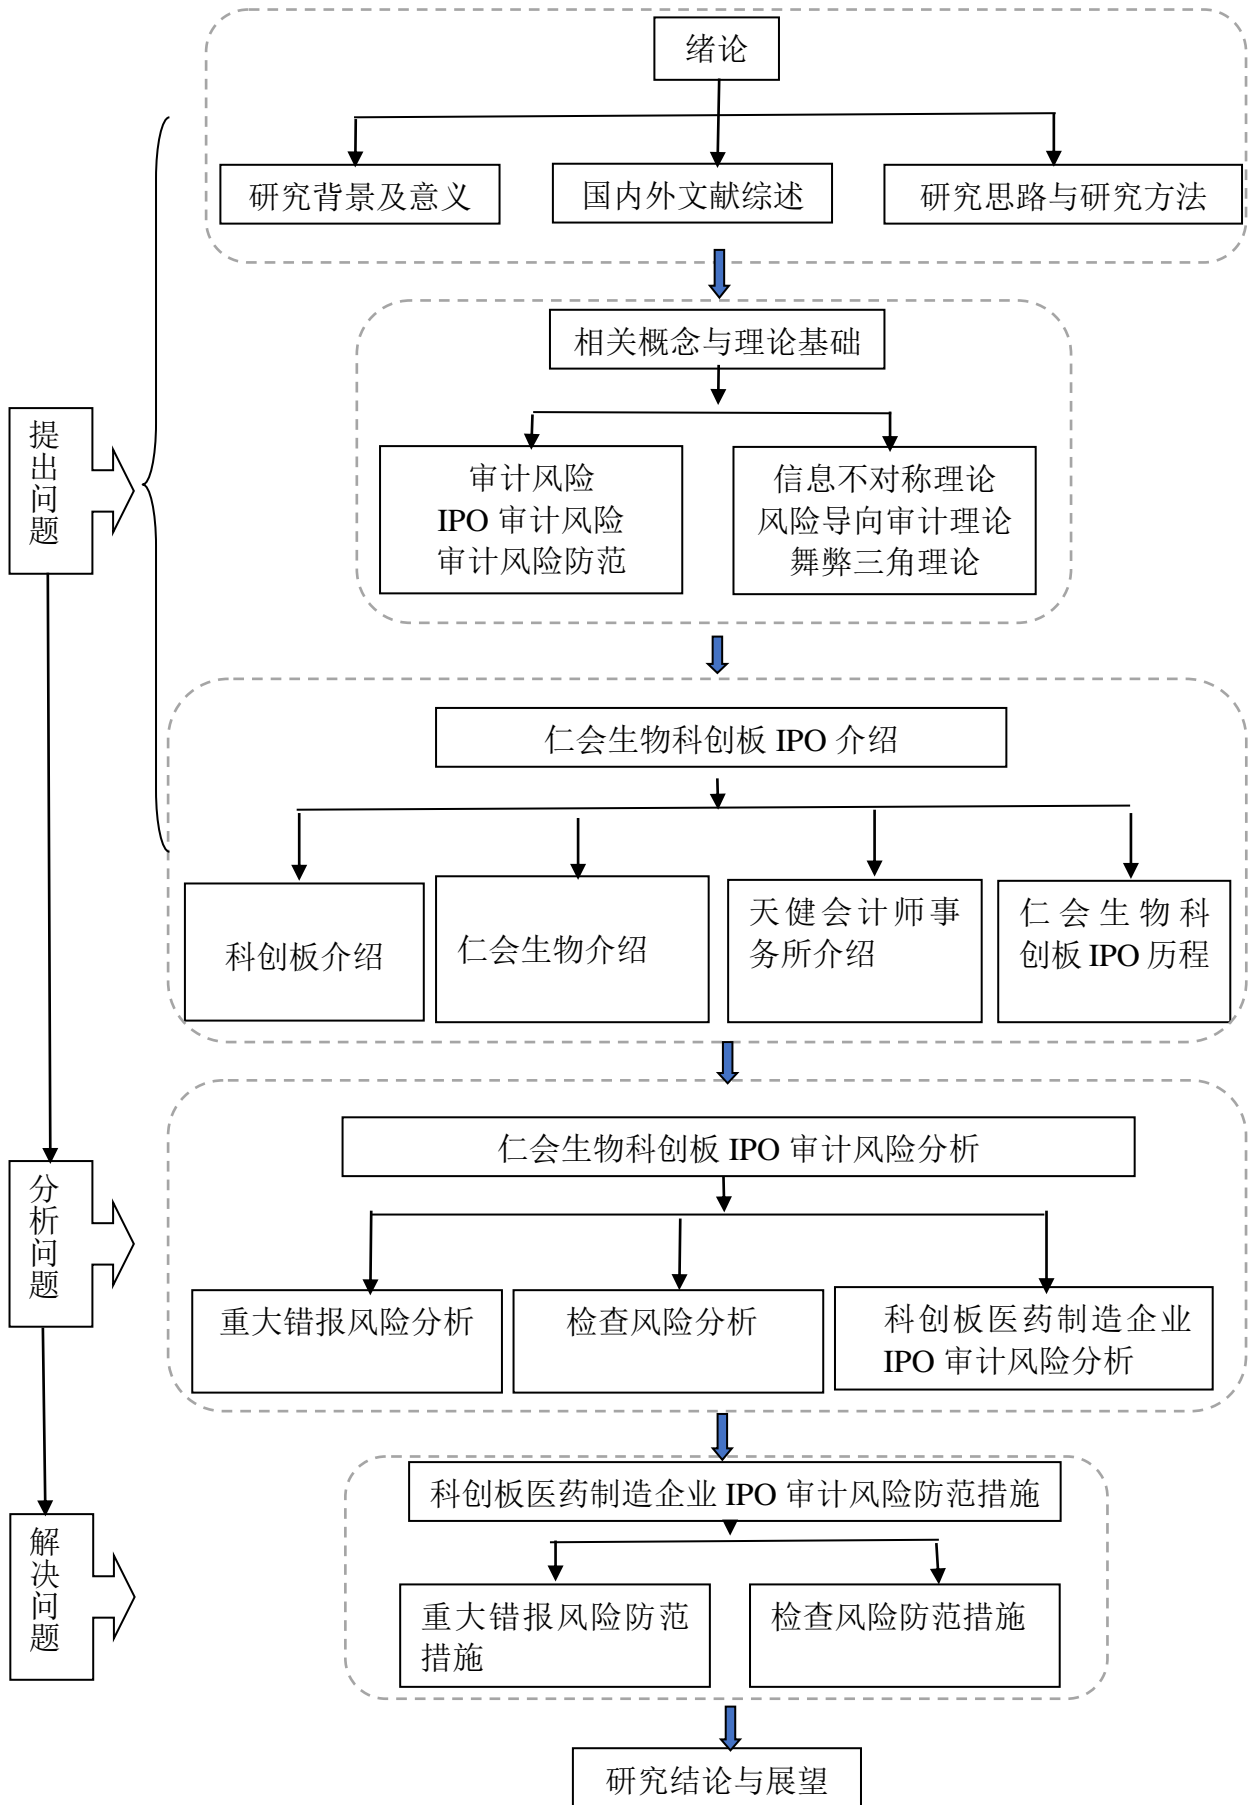 绪论
研究背景及意义
国内外文献综述
研究思路与研究方法
相关概念与理论基础
审计风险
IPO 审计风险
审计风险防范
信息不对称理论
风险导向审计理论
舞弊三角理论
提出问题
仁会生物科创板 IPO 介绍
科创板介绍
仁会生物介绍
天健会计师事
务所介绍
仁会生物科
创板 IPO 历程
分析问题
仁会生物科创板 IPO 审计风险分析
重大错报风险分析
检查风险分析
科创板医药制造企业
IPO 审计风险分析
解决问题
科创板医药制造企业 IPO 审计风险防范措施
重大错报风险防范
措施
检查风险防范措施
研究结论与展望